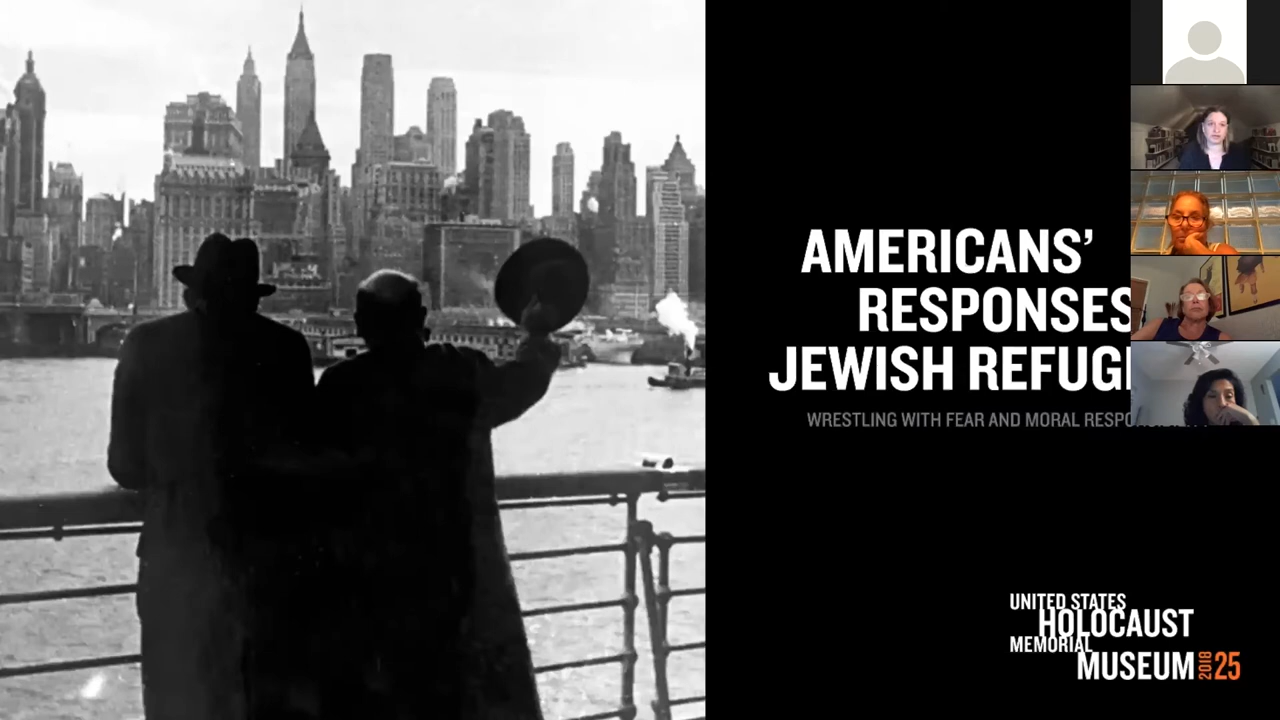 AMERICANS'
RESPONSES
JEWISH REFUG
WRESTLING WITH FEAR AND MORAL RESPO
UNITED STATES
HOLOCAUST
MEMORIAL
MUSEUM 2018 25